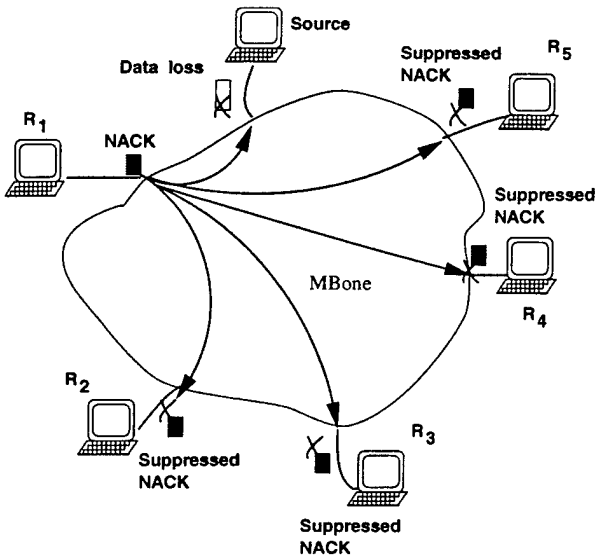 Source
Data loss
Suppressed
NACK
R5
R1
NACK
Suppressed
NACK
MBone
R4
R2
Suppressed
NACK
R3
Suppressed
NACK